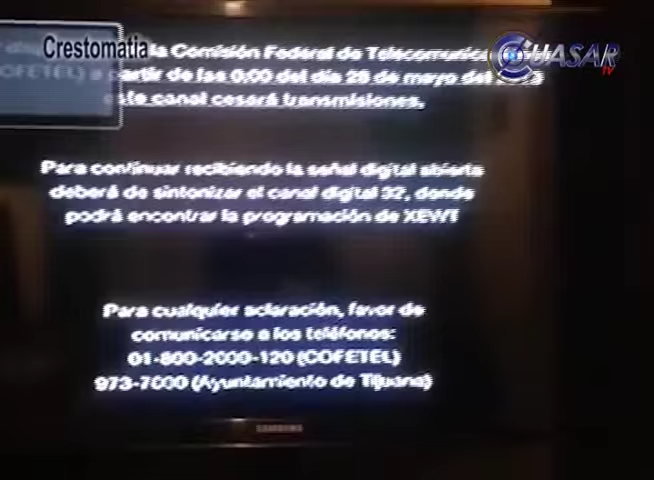 Crestomatia
QUASAR
TV
COFETEL)
la Comisión Federal de Telecomunica
a partir de las 0:00 del día 28 de mayo del
este canal cesará transmisiones.
Para continuar recibiendo la señal digital abierta
deberá de sintonizar el canal digital 32, donde
podrá encontrar la programación de XEWT
Para cualquier aclaración, favor de
comunicarse a los teléfonos:
01-800-2000-120 (COFETEL)
973-7000 (Ayuntamiento de Tijuana)
SAMSUNG